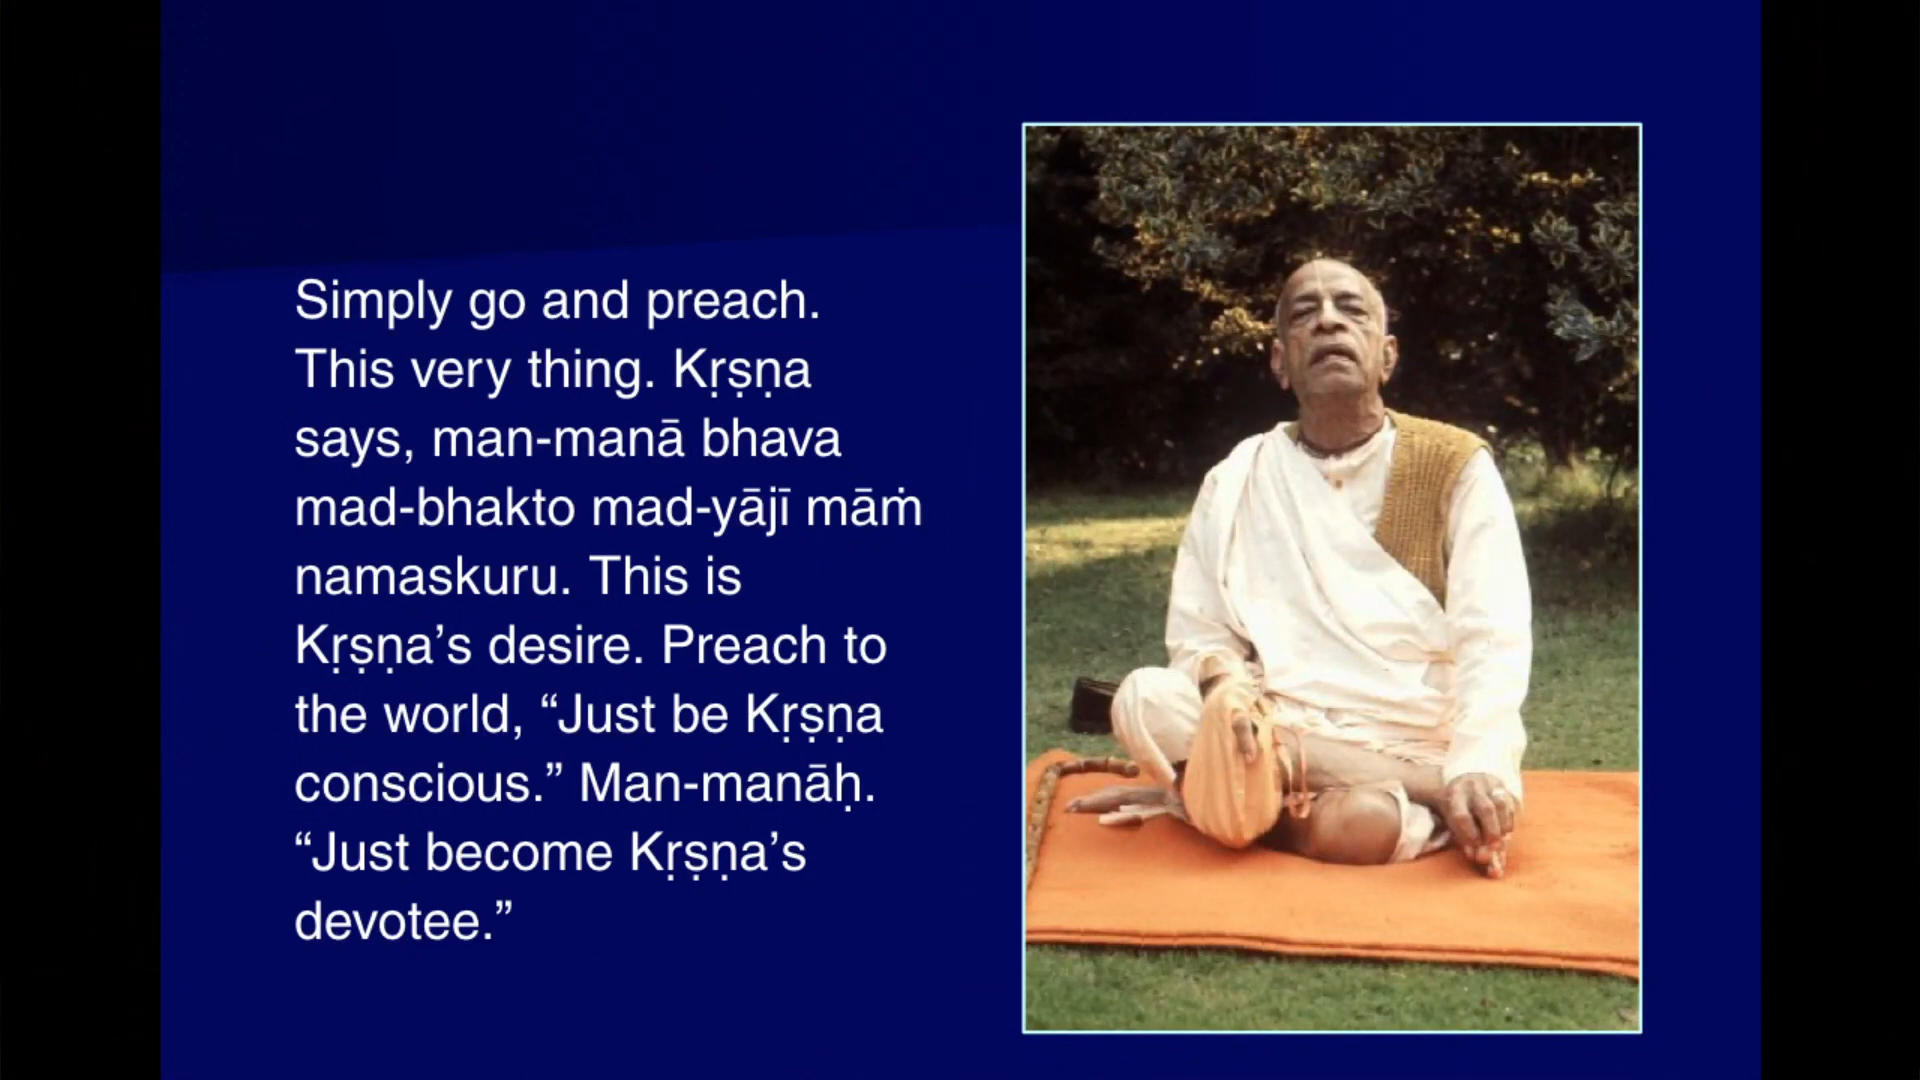 Simply go and preach.
This very thing. Kṛṣṇa
says, man-manā bhava
mad-bhakto mad-yājī māṁ
namaskuru. This is
Kṛṣṇa’s desire. Preach to
the world, “Just be Kṛṣṇa
conscious.” Man-manāḥ.
“Just become Kṛṣṇa’s
devotee.”